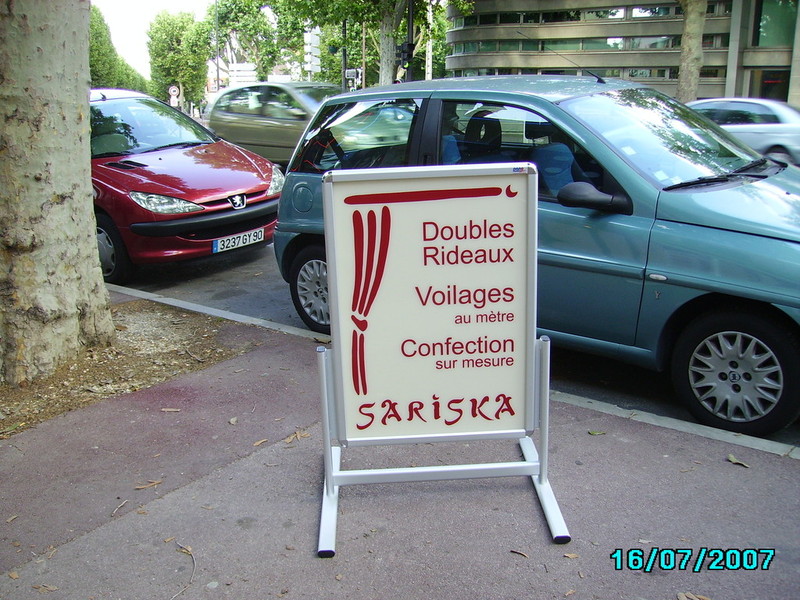 Doubles
Rideaux
Voilages
au mètre
Confection
sur mesure
SARiSKA
3237 GY 90
16/07/2007